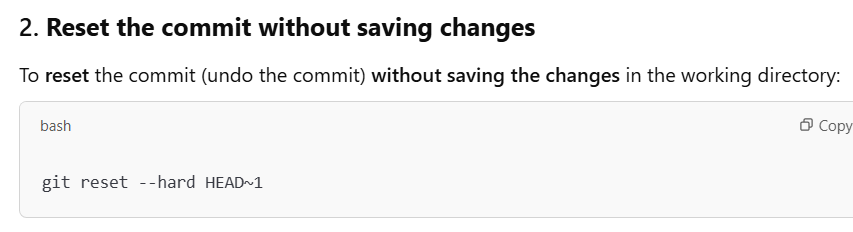 2. Reset the commit without saving changes
To reset the commit (undo the commit) without saving the changes in the working directory:
bash
Copy
git reset --hard HEAD~1